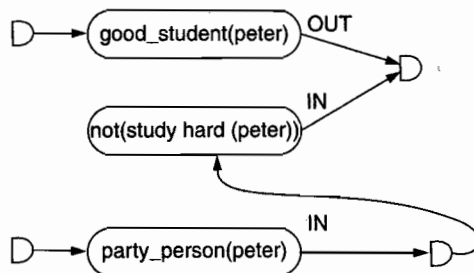 good_student(peter)
OUT
IN
not(study hard (peter))
IN
party_person(peter)